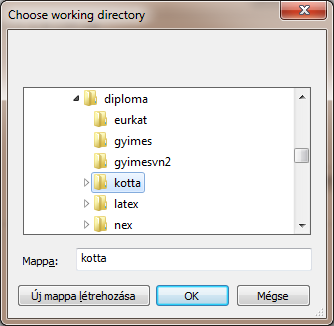 Choose working directory
diploma
eurkat
gyimes
gyimesvn2
kotta
latex
nex
Mappa: kotta
Új mappa létrehozása OK Mégse